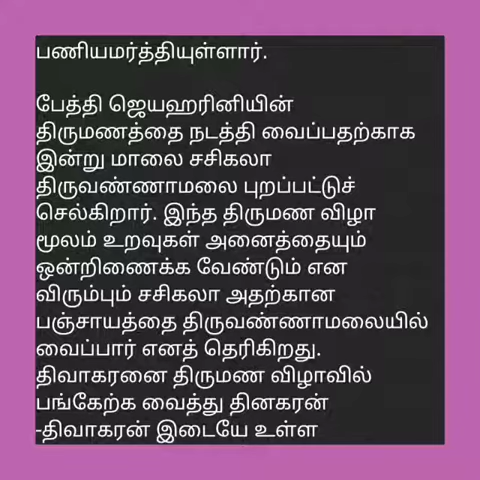 பணியமர்த்தியுள்ளார்.
பேத்தி ஜெயஹரினியின்
திருமணத்தை நடத்தி வைப்பதற்காக
இன்று மாலை சசிகலா
திருவண்ணாமலை புறப்பட்டுச்
செல்கிறார். இந்த திருமண விழா
மூலம் உறவுகள் அனைத்தையும்
ஒன்றிணைக்க வேண்டும் என
விரும்பும் சசிகலா அதற்கான
பஞ்சாயத்தை திருவண்ணாமலையில்
வைப்பார் எனத் தெரிகிறது.
திவாகரனை திருமண விழாவில்
பங்கேற்க வைத்து தினகரன்
-திவாகரன் இடையே உள்ள